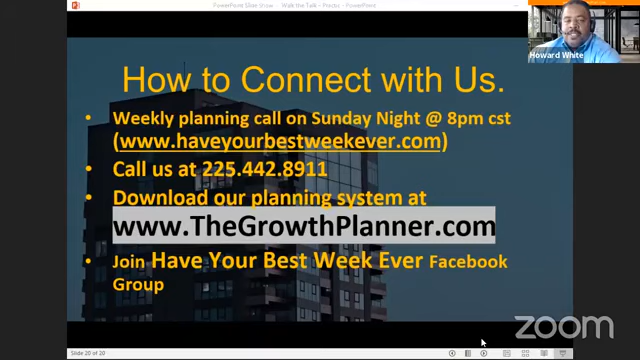 PowerPoint Slide Show - Walk the Talk - Practis - PowerPoint
Howard White
How to Connect with Us.
• Weekly planning call on Sunday Night @ 8pm cst
(www.haveyourbestweekever.com)
• Call us at 225.442.8911
• Download our planning system at
www.TheGrowthPlanner.com
• Join Have Your Best Week Ever Facebook
Group
zoom
Slide 20 of 20